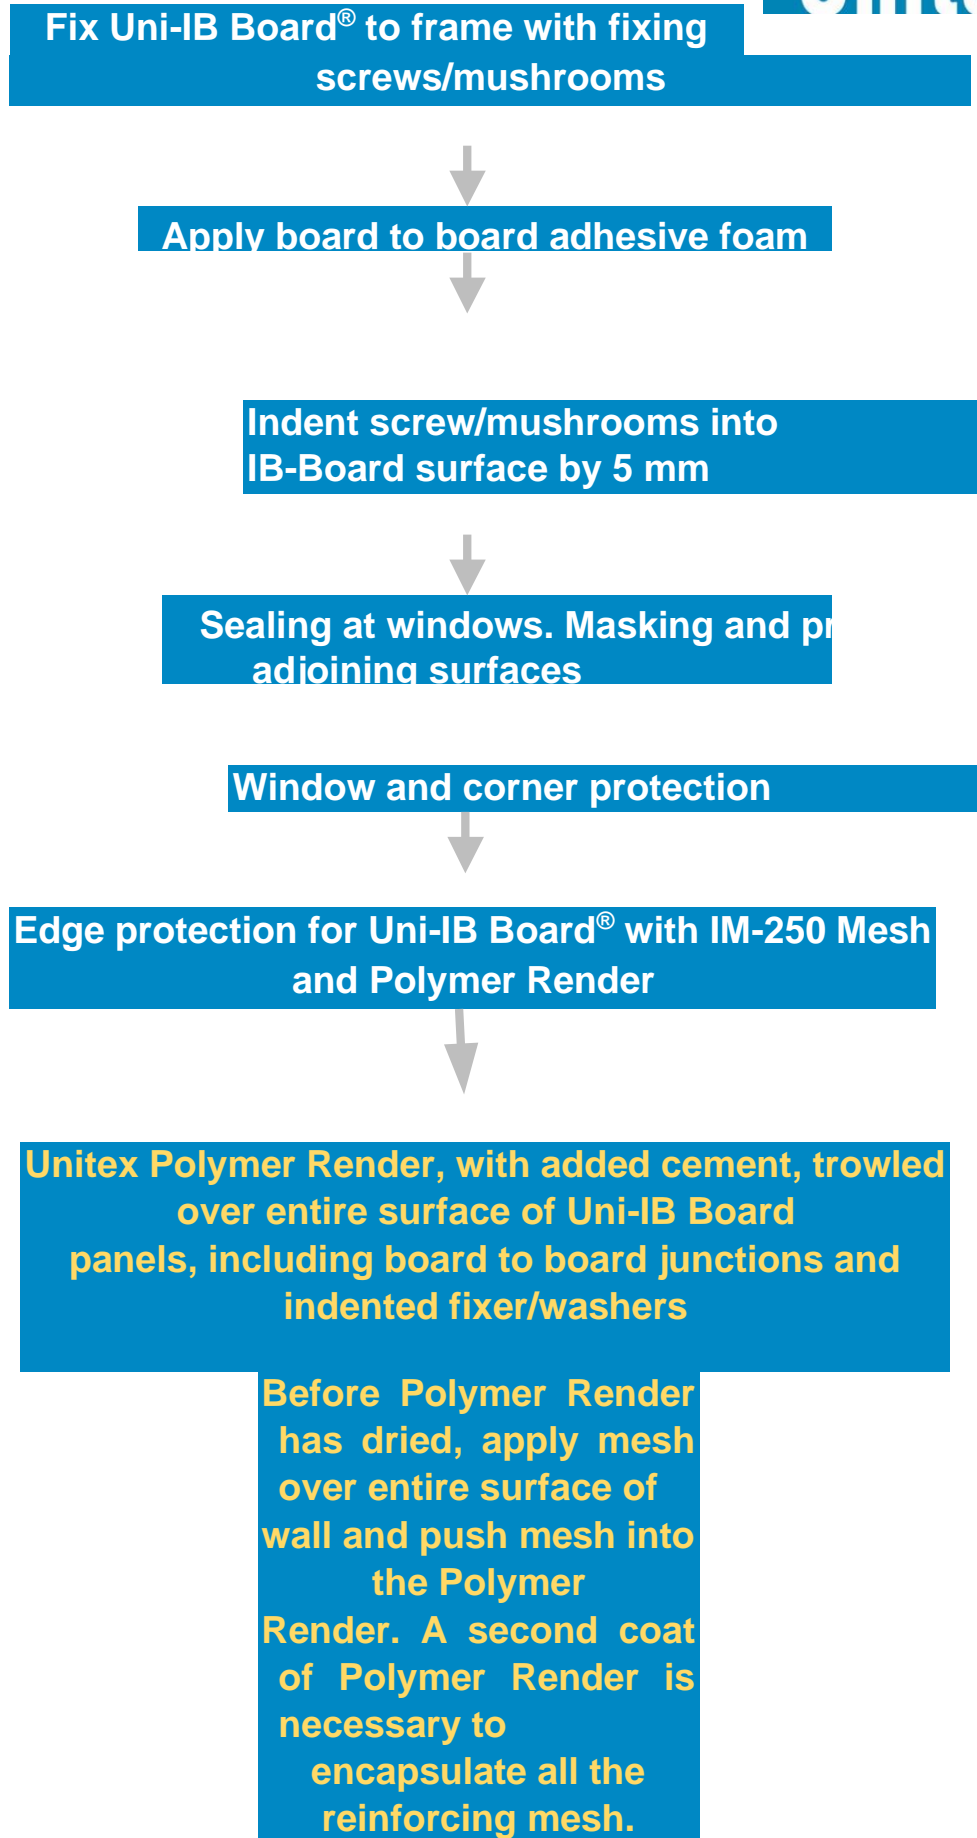 Fix Uni-IB Board® to frame with fixing
screws/mushrooms
Apply board to board adhesive foam
Indent screw/mushrooms into
IB-Board surface by 5 mm
Sealing at windows. Masking and
adjoining surfaces
Window and corner protection
Edge protection for Uni-IB Board® with IM-250 Mesh
and Polymer Render
Unitex Polymer Render, with added cement, trowled
over entire surface of Uni-IB Board
panels, including board to board junctions and
indented fixer/washers
Before Polymer Render
has dried, apply mesh
over entire surface of
wall and push mesh into
the Polymer
Render. A second coat
of Polymer Render is
necessary to
encapsulate all the
reinforcing mesh.